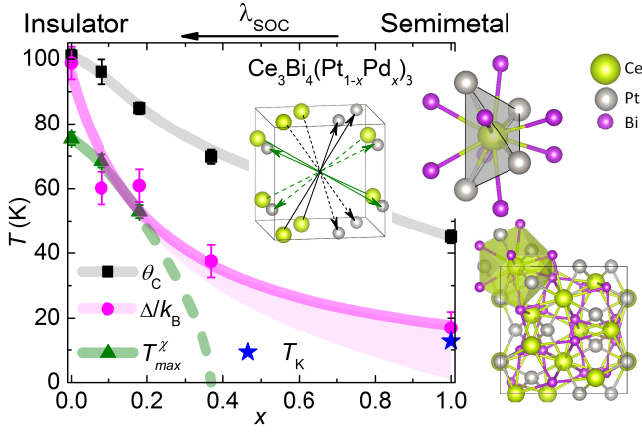 Insulator
λSOC
Semimetal
Ce3Bi4(Pt1-xPdx)3
T (K)
100
80
60
40
20
0
θC
Δ/kB
Tχmax
TK
0.0
0.2
0.4
0.6
0.8
1.0
x
Ce
Pt
Bi